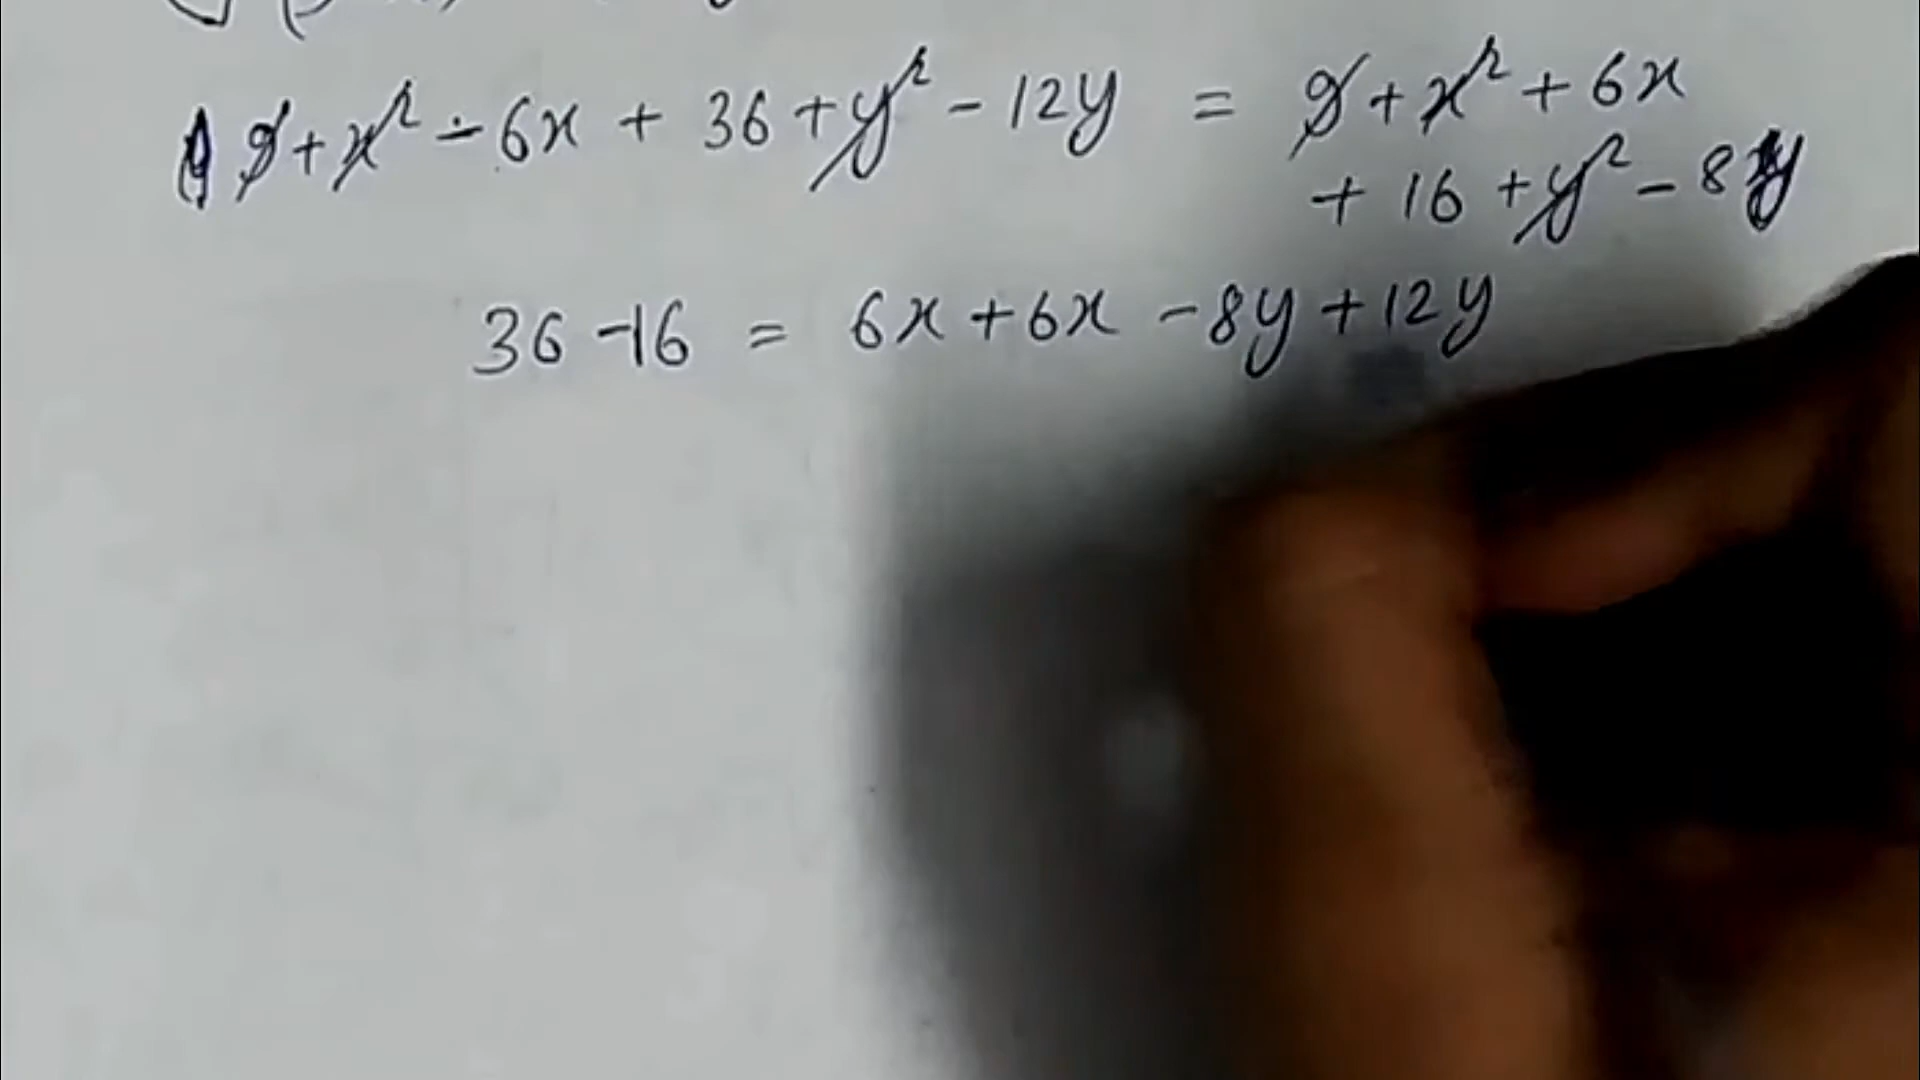 9 + x² - 6x + 36 + y² - 12y = 9 + x² + 6x
+ 16 + y² - 8y
36 - 16 = 6x + 6x - 8y + 12y